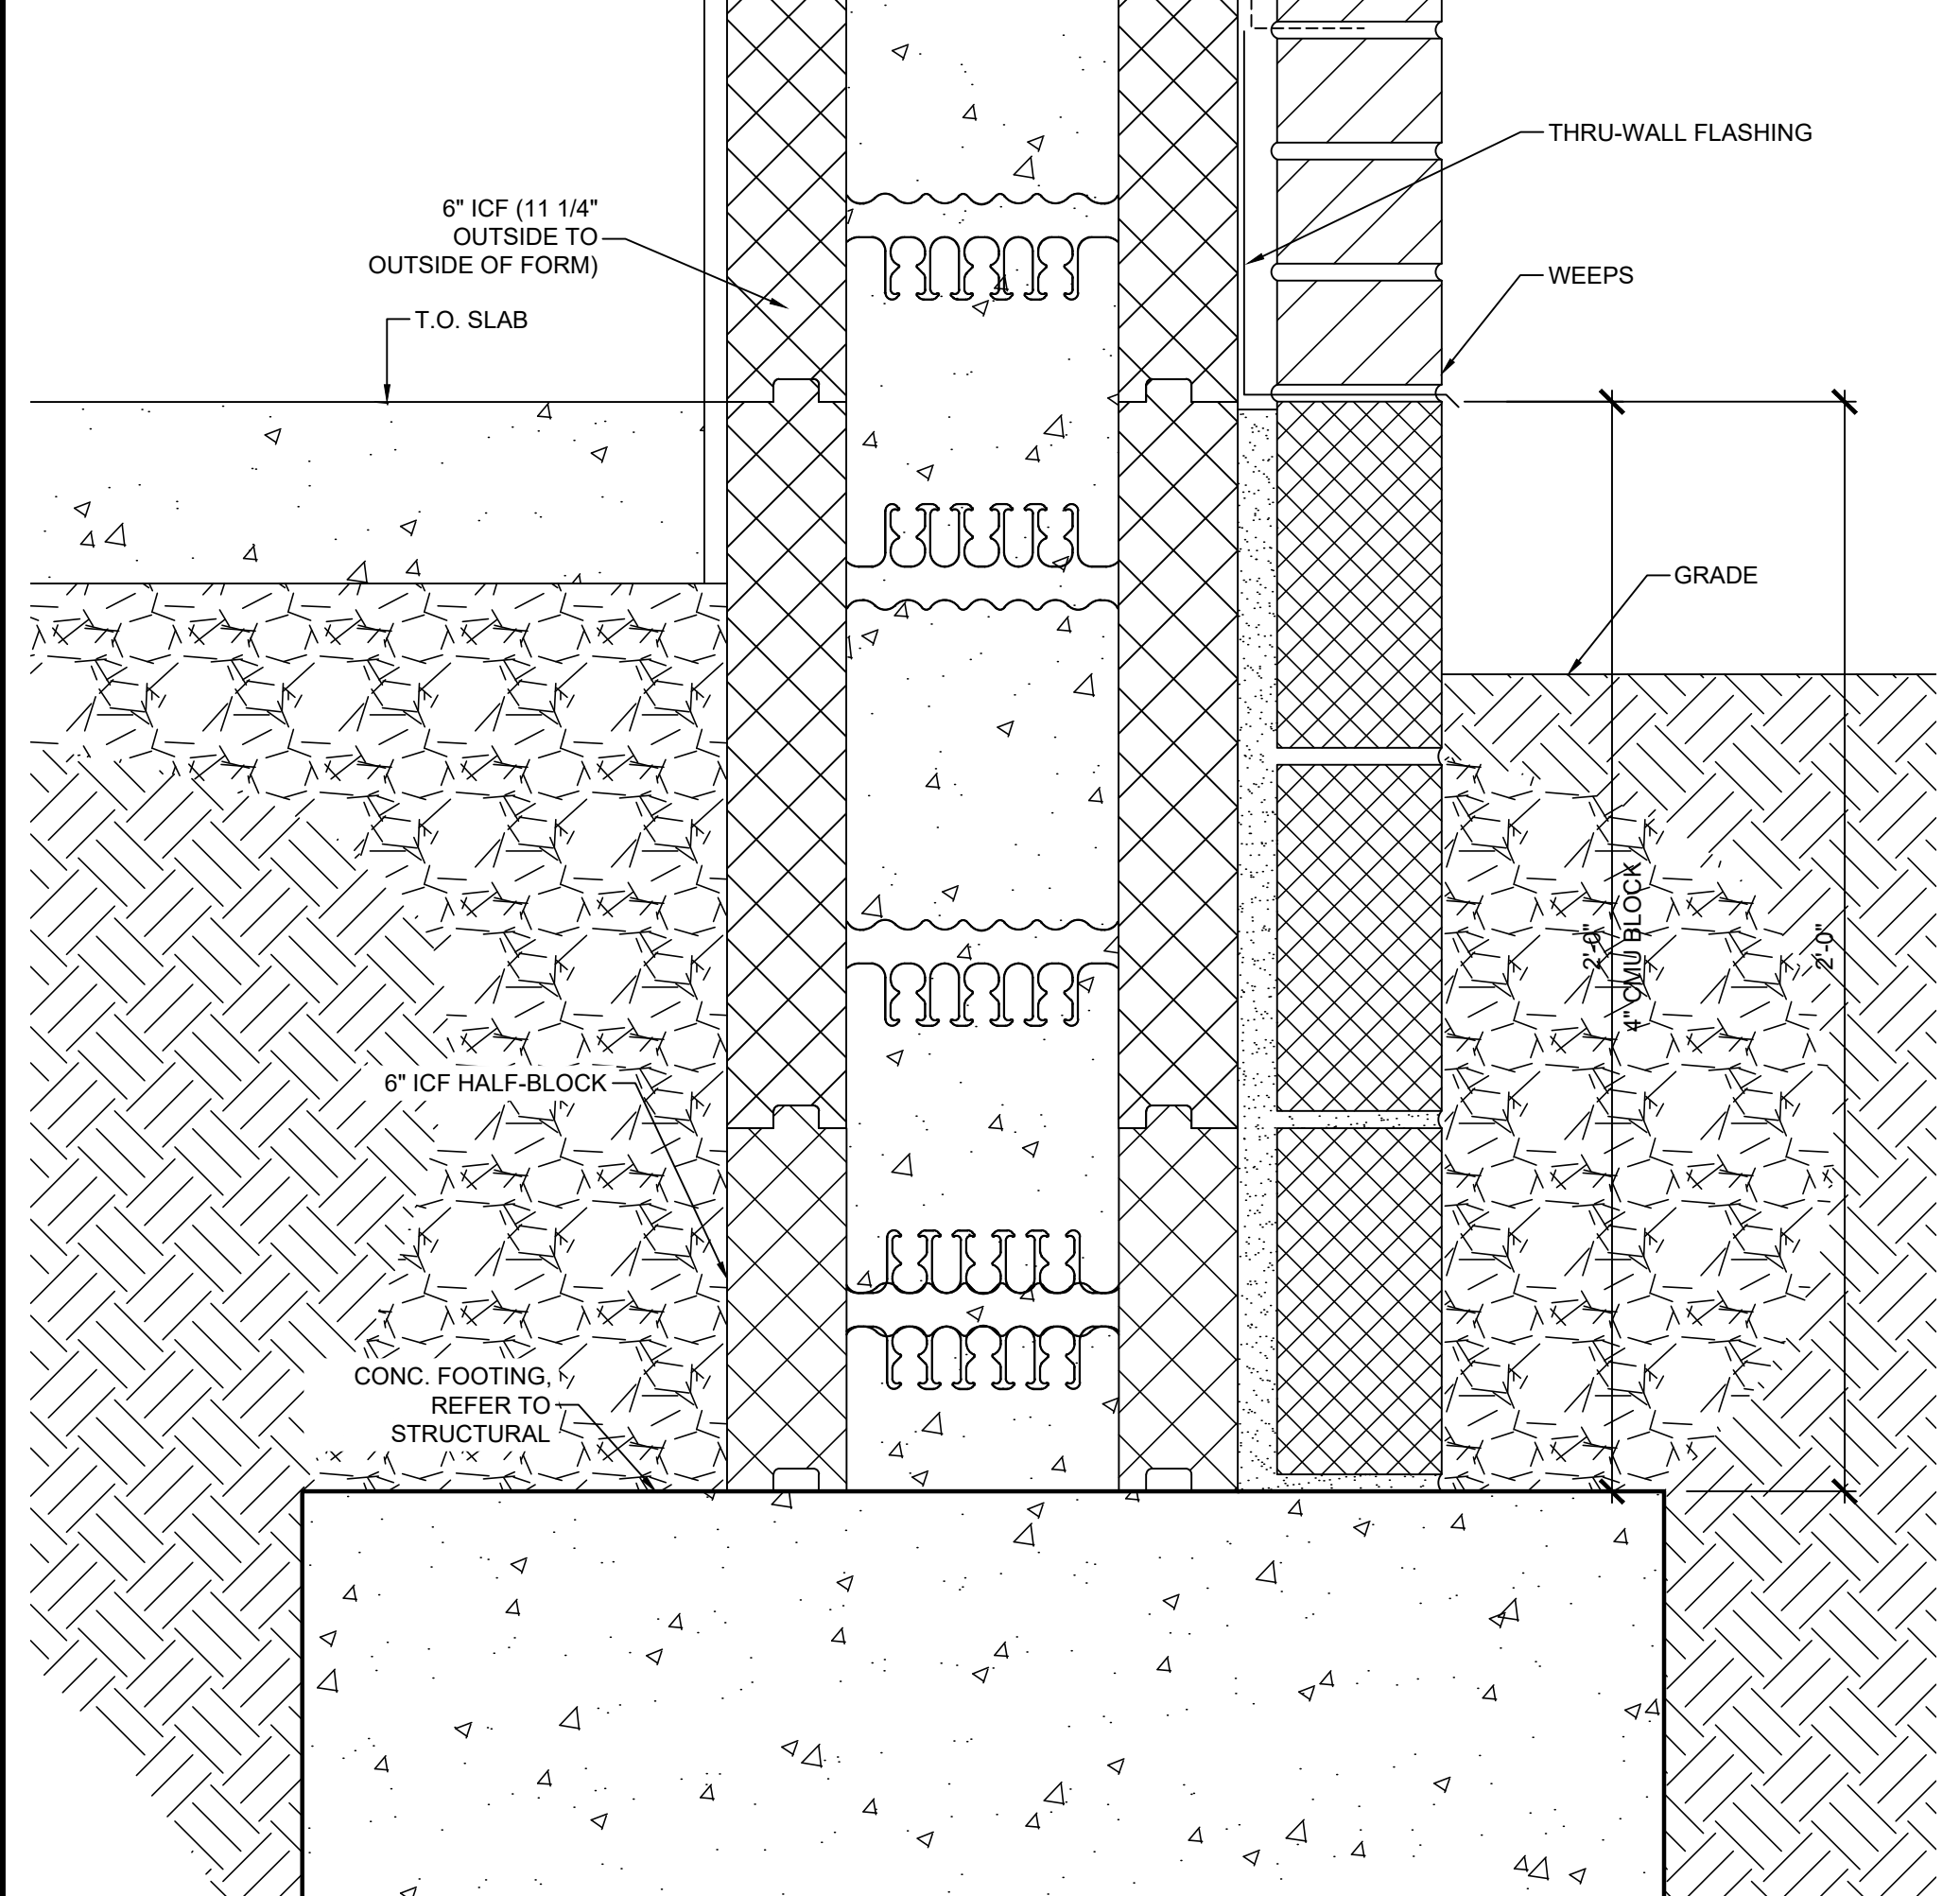 THRU-WALL FLASHING
6" ICF (11 1/4"
OUTSIDE TO
OUTSIDE OF FORM)
WEEPS
T.O. SLAB
GRADE
2'-0"
4" CMU BLOCK
2'-0"
6" ICF HALF-BLOCK
CONC. FOOTING,
REFER TO
STRUCTURAL